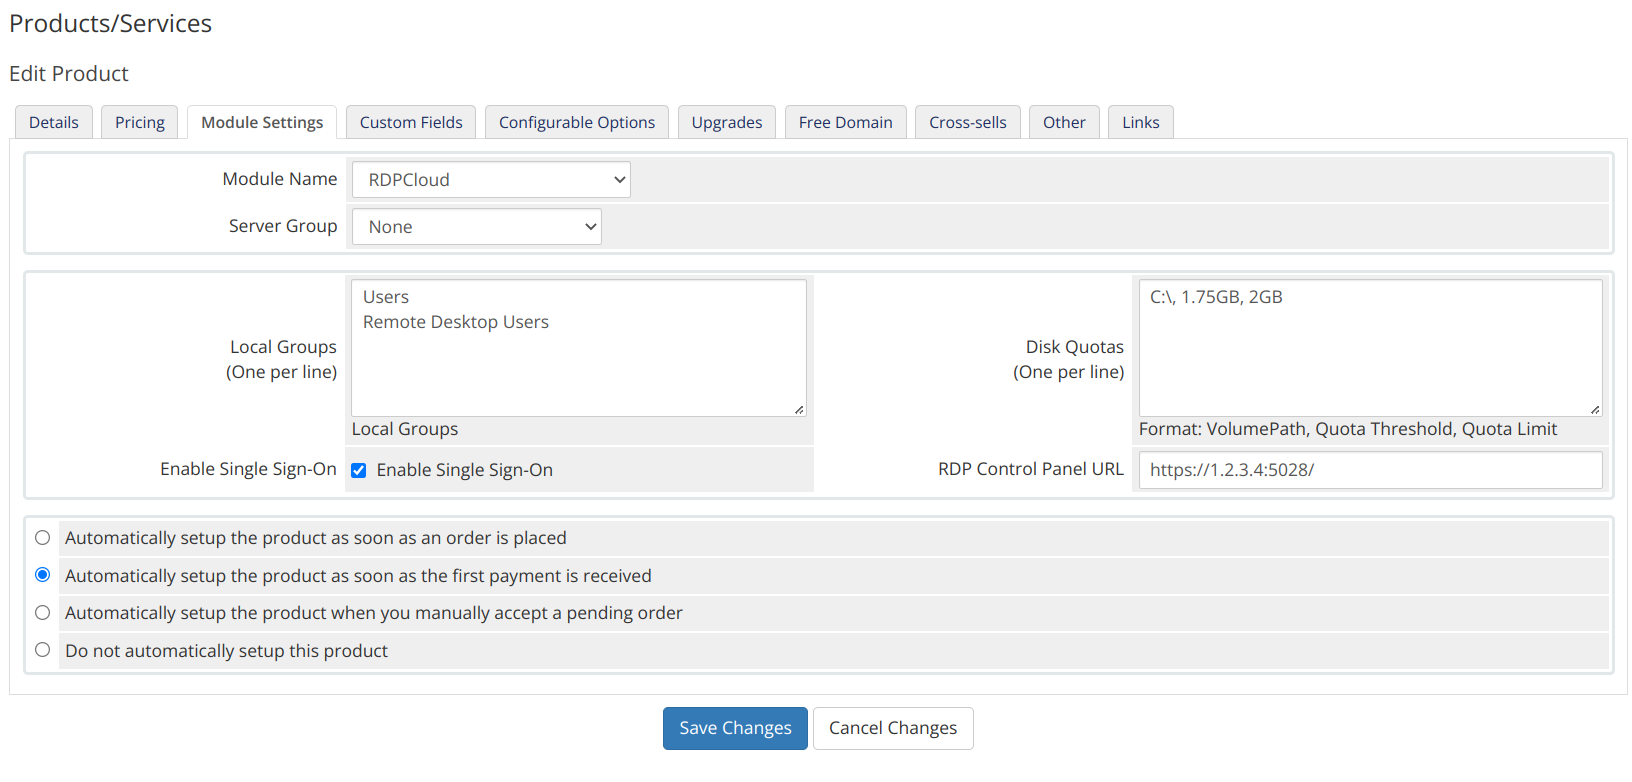 Products/Services
Edit Product
Details Pricing Module Settings Custom Fields Configurable Options Upgrades Free Domain Cross-sells Other Links
Module Name RDPCloud
Server Group None
Users
Remote Desktop Users
Local Groups
(One per line)
Local Groups
C:\, 1.75GB, 2GB
Disk Quotas
(One per line)
Format: VolumePath, Quota Threshold, Quota Limit
Enable Single Sign-On Enable Single Sign-On RDP Control Panel URL https://1.2.3.4:5028/
Automatically setup the product as soon as an order is placed
Automatically setup the product as soon as the first payment is received
Automatically setup the product when you manually accept a pending order
Do not automatically setup this product
Save Changes Cancel Changes